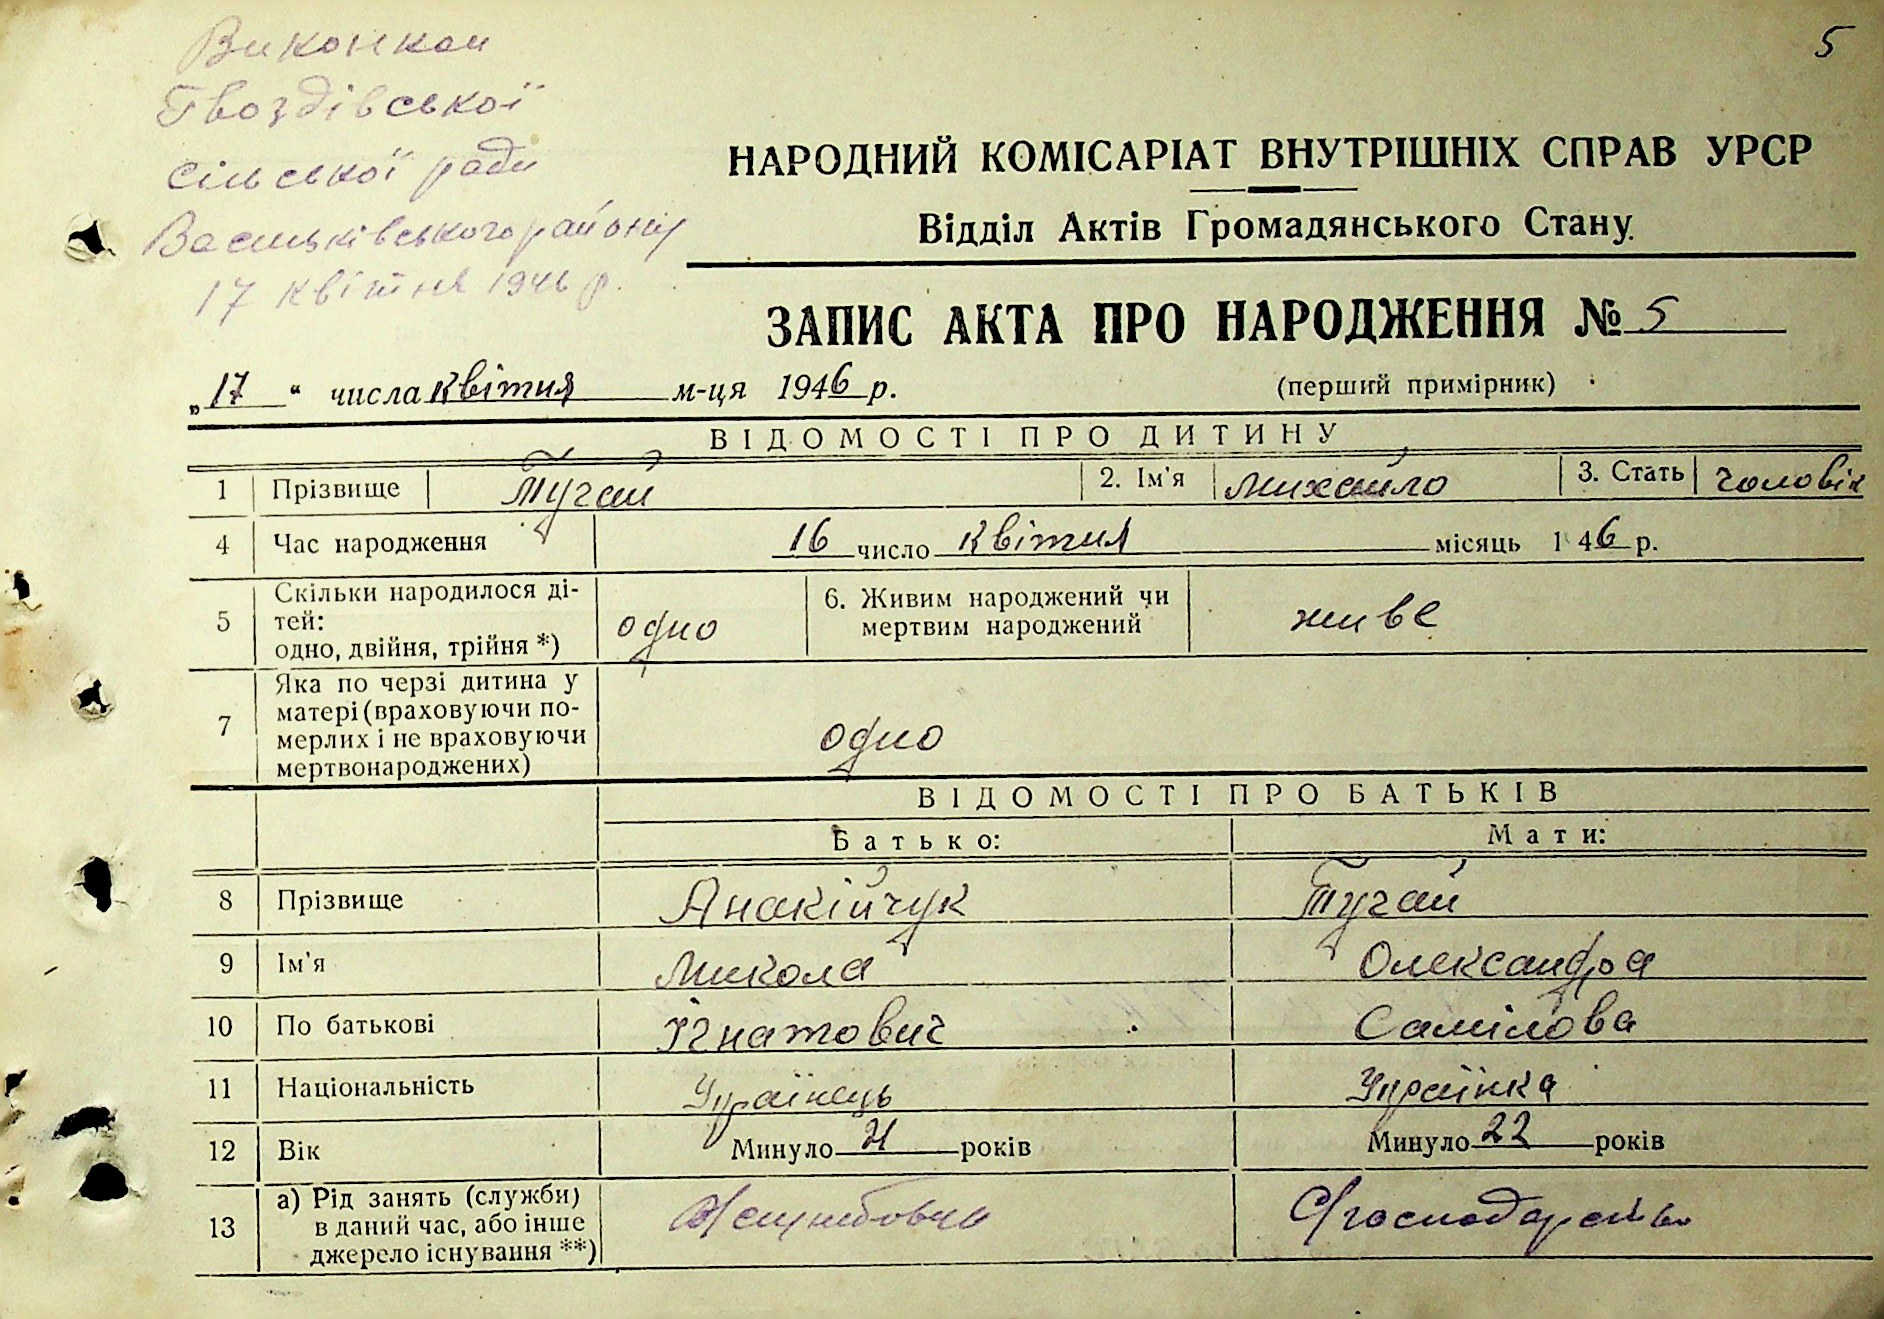 5
Виконком
Гвоздівської
сільської ради
Васильківського району
17 квітня 1946 р.
НАРОДНИЙ КОМІСАРІАТ ВНУТРІШНІХ СПРАВ УРСР
Відділ Актів Громадянського Стану.
ЗАПИС АКТА ПРО НАРОДЖЕННЯ № 5
„17“ числа квітня м-ця 1946 р. (перший примірник)
ВІДОМОСТІ ПРО ДИТИНУ
1 Прізвище Тугай 2. Ім'я Михайло 3. Стать чоловік
4 Час народження 16 число квітня місяць 1946 р.
5 Скільки народилося ді-
тей:
одно, двійня, трійня *) одно 6. Живим народжений чи
мертвим народжений живе
7 Яка по черзі дитина у
матері (враховуючи по-
мерлих і не враховуючи
мертвонароджених) одно
ВІДОМОСТІ ПРО БАТЬКІВ
Батько: Мати:
8 Прізвище Анакійчук Тугай
9 Ім'я Микола Олександра
10 По батькові Ігнатович Самілова
11 Національність Українець Українка
12 Вік Минуло років Минуло 22 років
13 а) Рід занять (служби)
в даний час, або інше
джерело існування **)